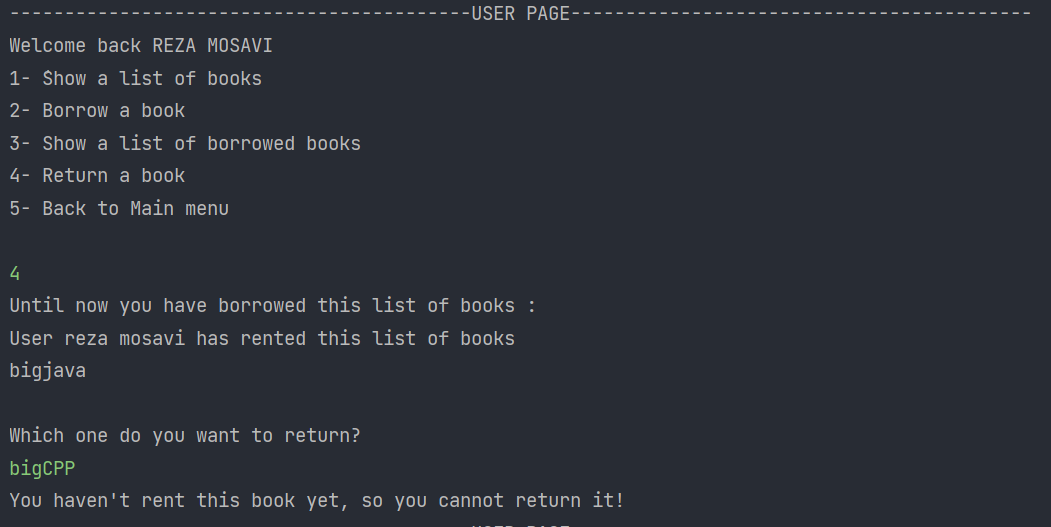 ------------------------------------------USER PAGE------------------------------------------
Welcome back REZA MOSAVI
1- Show a list of books
2- Borrow a book
3- Show a list of borrowed books
4- Return a book
5- Back to Main menu
4
Until now you have borrowed this list of books :
User reza mosavi has rented this list of books
bigjava
Which one do you want to return?
bigCPP
You haven't rent this book yet, so you cannot return it!
USER PAGE